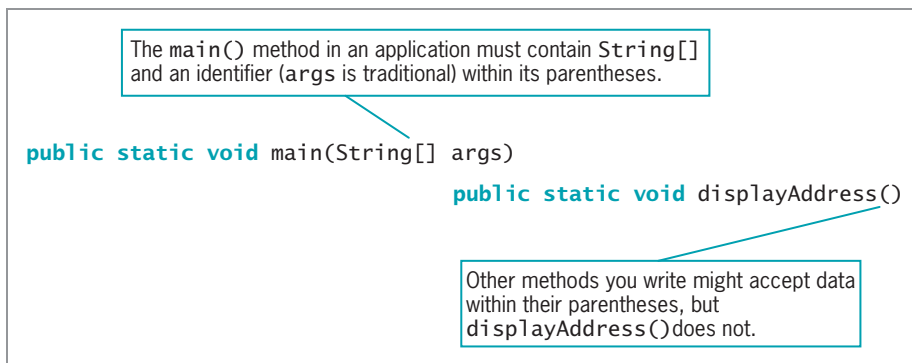 The main() method in an application must contain String[]
and an identifier (args is traditional) within its parentheses.
public static void main(String[] args)
public static void displayAddress()
Other methods you write might accept data
within their parentheses, but
displayAddress()does not.